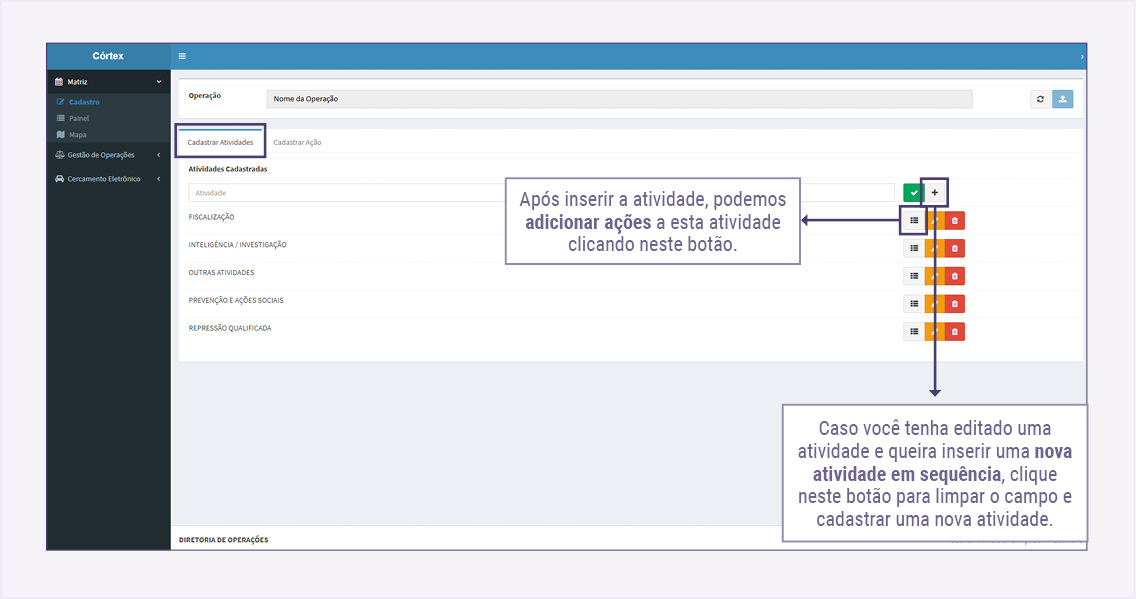 Córtex
Matriz
Cadastro
Painel
Mapa
Gestão de Operações
Cercamento Eletrônico
Operação
Nome da Operação
Cadastrar Atividades
Cadastrar Ação
Atividades Cadastradas
Atividade
FISCALIZAÇÃO
INTELIGÊNCIA / INVESTIGAÇÃO
OUTRAS ATIVIDADES
PREVENÇÃO E AÇÕES SOCIAIS
REPRESSÃO QUALIFICADA
Após inserir a atividade, podemos
adicionar ações a esta atividade
clicando neste botão.
Caso você tenha editado uma
atividade e queira inserir uma nova
atividade em sequência, clique
neste botão para limpar o campo e
cadastrar uma nova atividade.
DIRETORIA DE OPERAÇÕES